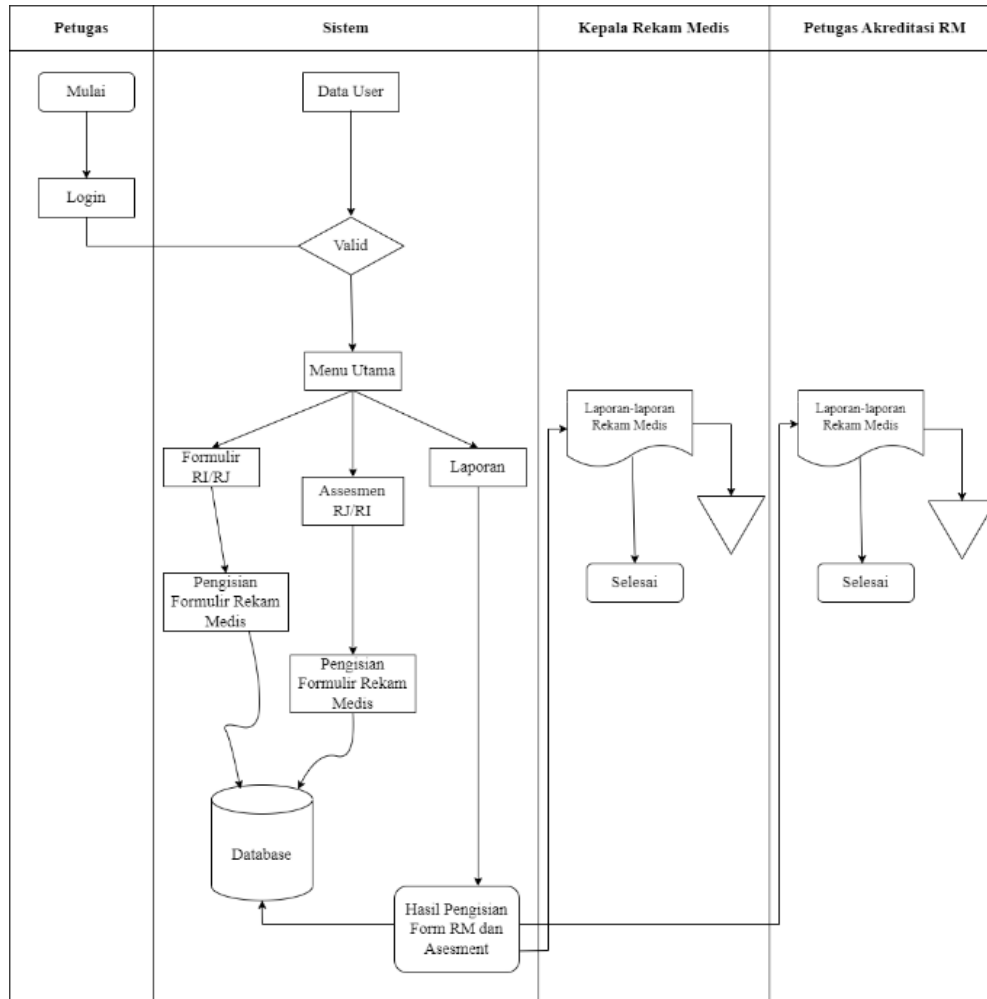 Petugas
Sistem
Kepala Rekam Medis
Petugas Akreditasi RM
Mulai
Data User
Login
Valid
Menu Utama
Formulir
RI/RJ
Assesmen
RJ/RI
Laporan
Laporan-laporan
Rekam Medis
Laporan-laporan
Rekam Medis
Pengisian
Formulir Rekam
Medis
Selesai
Selesai
Pengisian
Formulir Rekam
Medis
Database
Hasil Pengisian
Form RM dan
Asesment